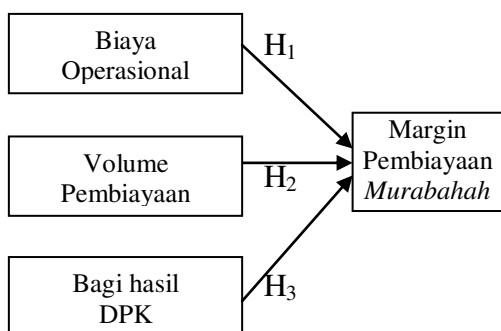 Biaya
Operasional
H₁
Volume
Pembiayaan
H₂
Bagi hasil
DPK
H₃
Margin
Pembiayaan
Murabahah